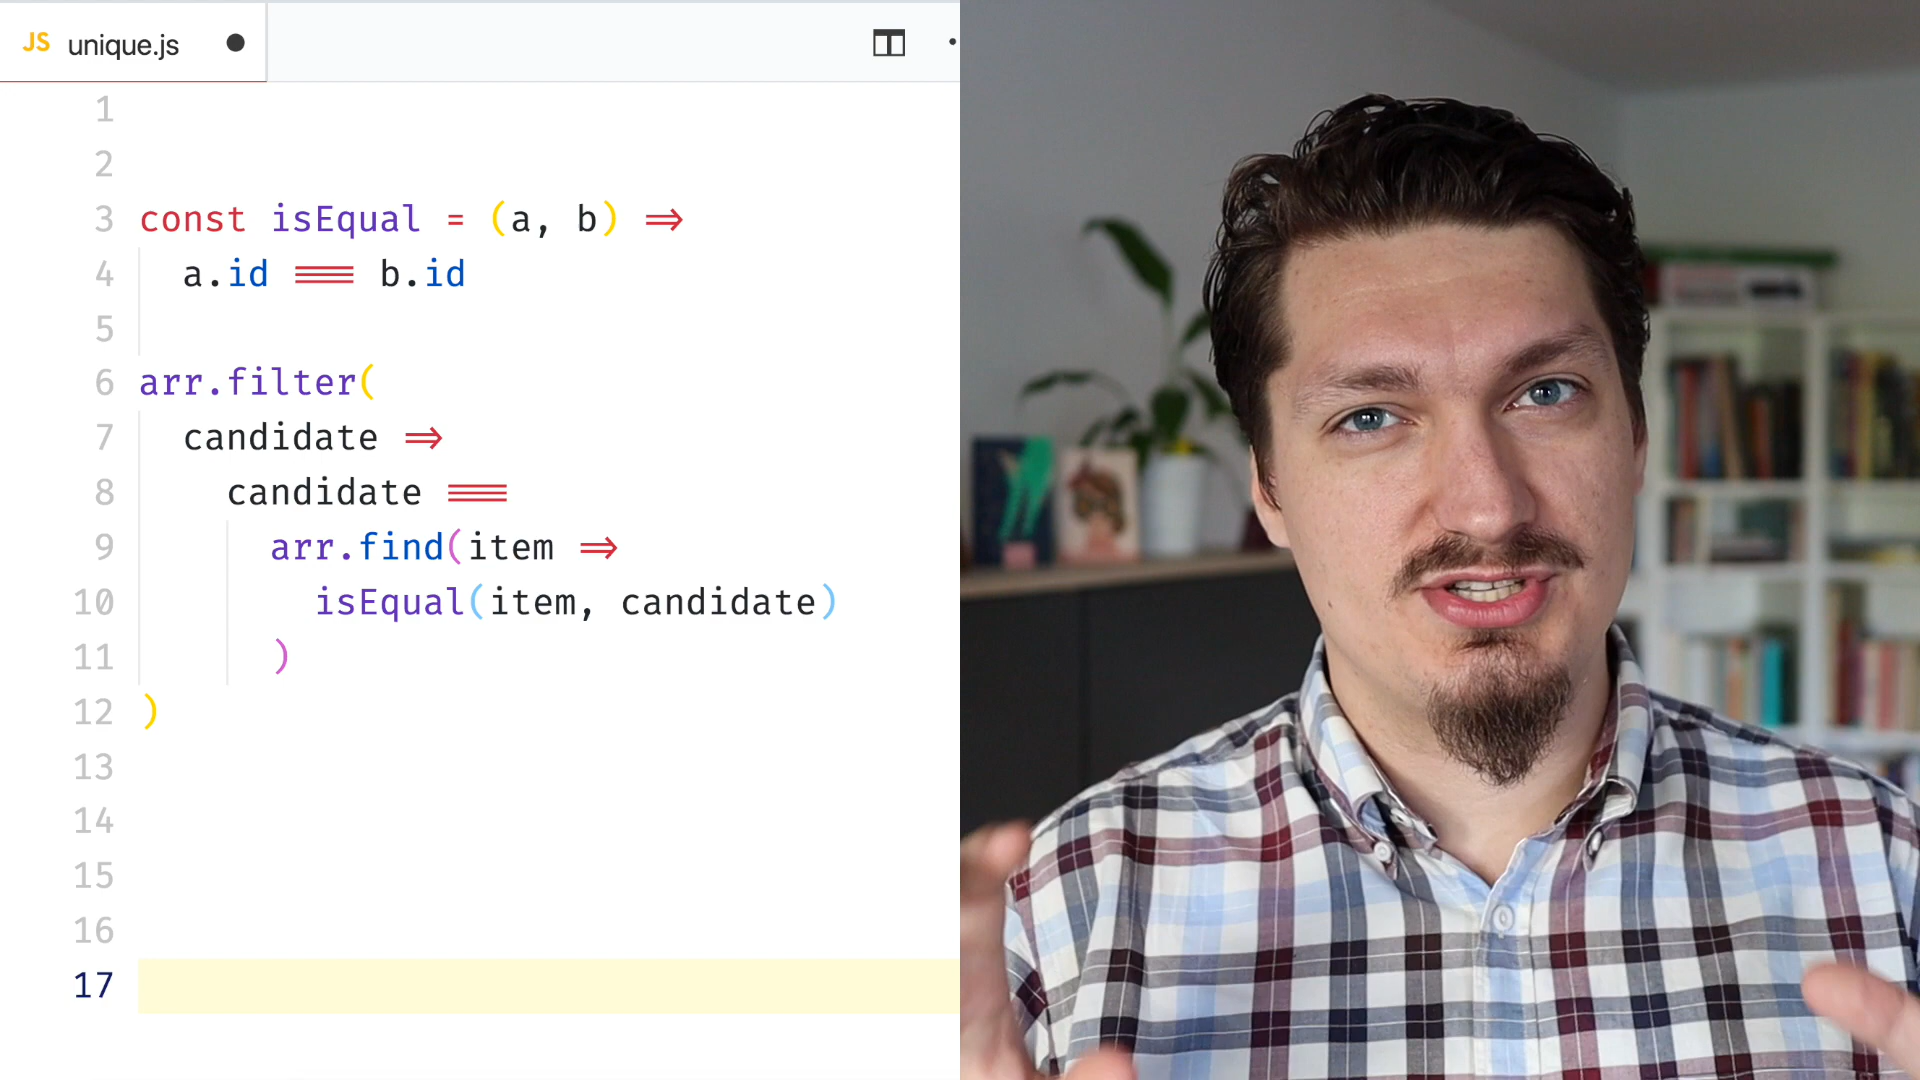 JS unique.js
1
2
3 const isEqual = (a, b) =>
4 a.id === b.id
5
6 arr.filter(
7 candidate =>
8 candidate ===
9 arr.find(item =>
10 isEqual(item, candidate)
11 )
12 )
13
14
15
16
17